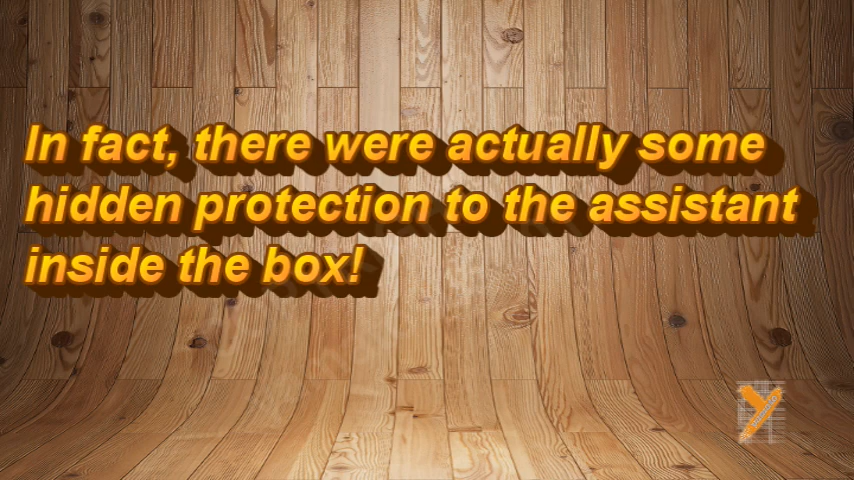 In fact, there were actually some
hidden protection to the assistant
inside the box!